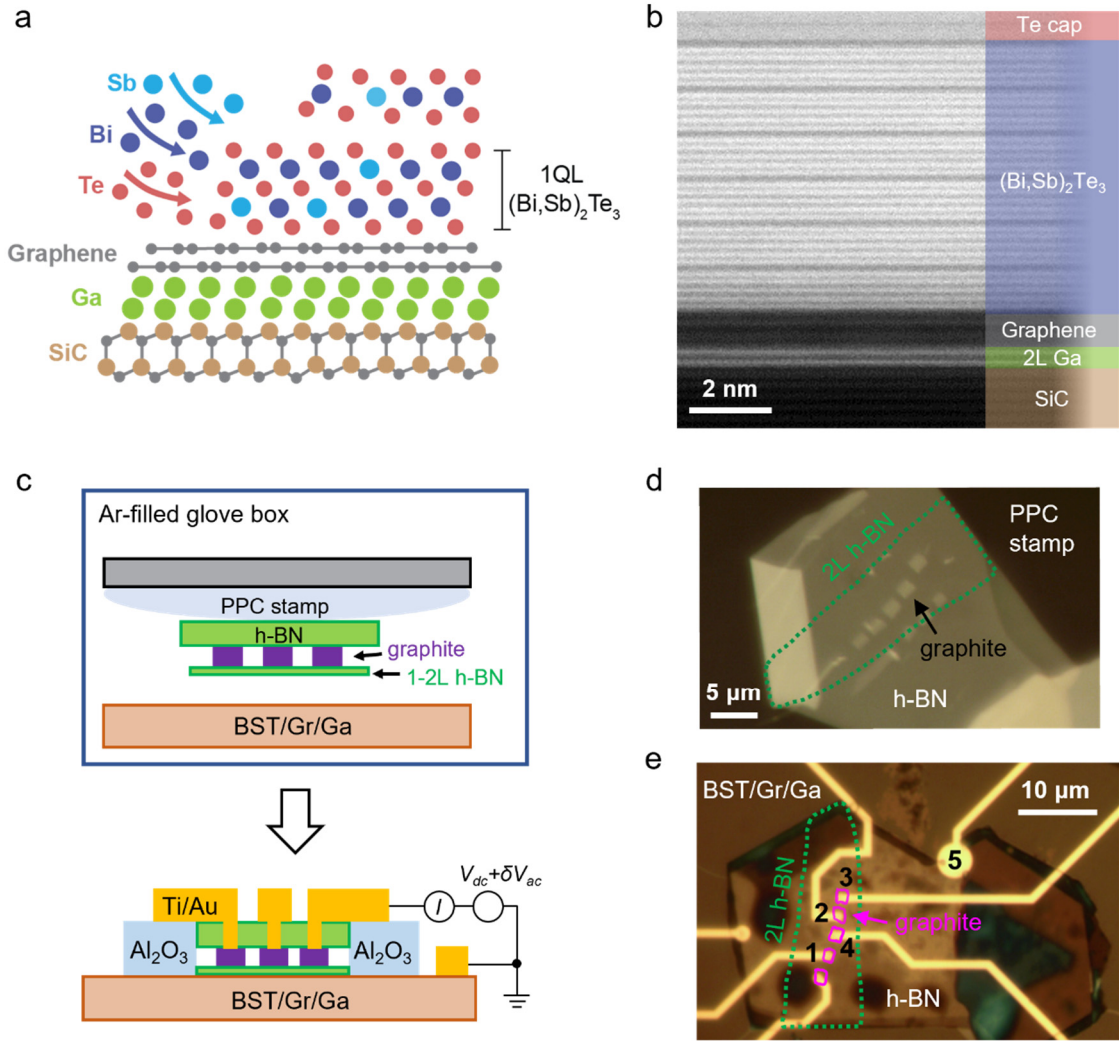 a
Sb
Bi
Te
1QL
(Bi,Sb)₂Te₃
Graphene
Ga
SiC
b
Te cap
(Bi,Sb)₂Te₃
Graphene
2L Ga
SiC
2 nm
c
Ar-filled glove box
PPC stamp
h-BN
graphite
1-2L h-BN
BST/Gr/Ga
V_dc+δV_ac
Ti/Au
I
Al₂O₃
Al₂O₃
BST/Gr/Ga
d
PPC
stamp
2L h-BN
graphite
5 µm
h-BN
e
BST/Gr/Ga
10 µm
5
2L h-BN
3
2
graphite
1
4
h-BN